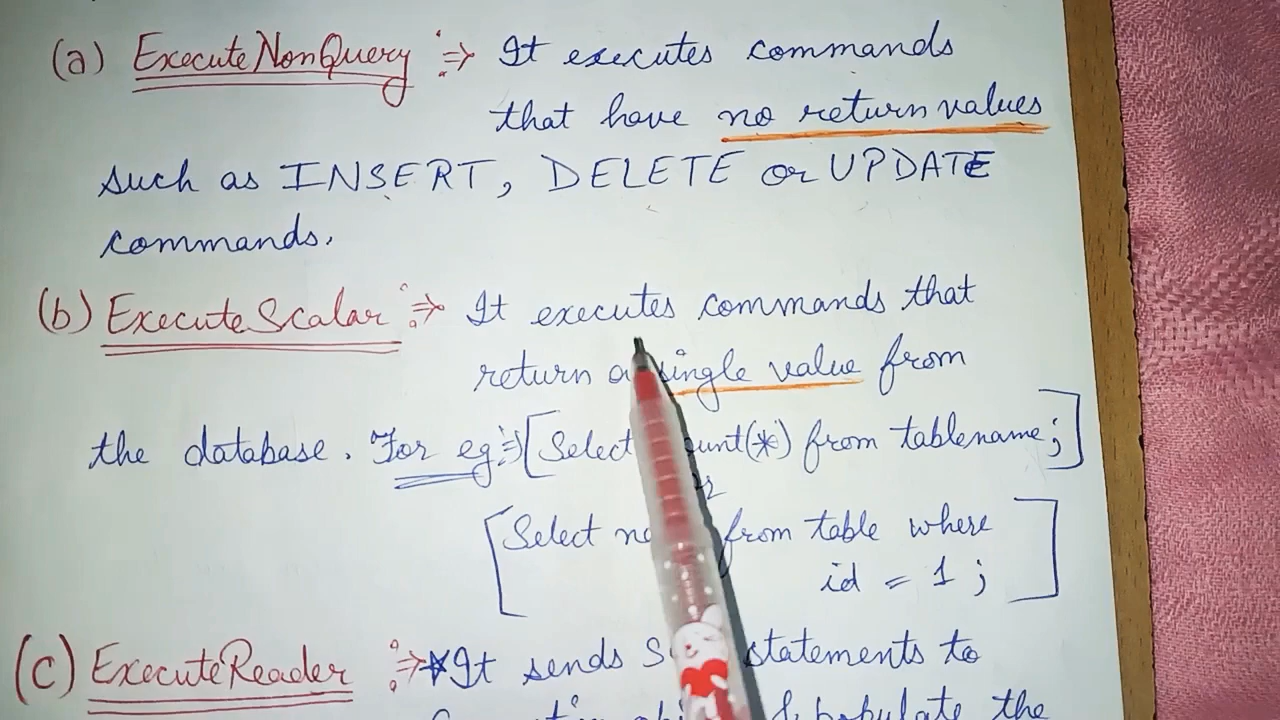 (a) ExecuteNonQuery :⇒ It executes commands
that have no return values
such as INSERT, DELETE or UPDATE
commands.
(b) ExecuteScalar :⇒ It executes commands that
return a single value from
the database. For eg:⇒ [Select (*) from tablename;]
[Select from table where
id = 1 ;]
(c) ExecuteReader :⇒ *It sends statements to
the